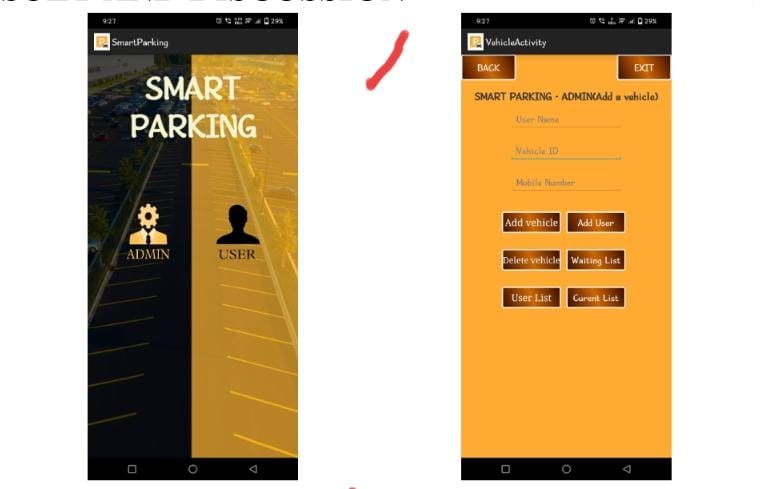 9:27 29%
SmartParking
SMART
PARKING
ADMIN USER
9:27 29%
VehicleActivity
BACK EXIT
SMART PARKING - ADMIN(Add a vehicle)
User Name
Vehicle ID
Mobile Number
Add vehicle Add User
Delete vehicle Waiting List
User List Curent List